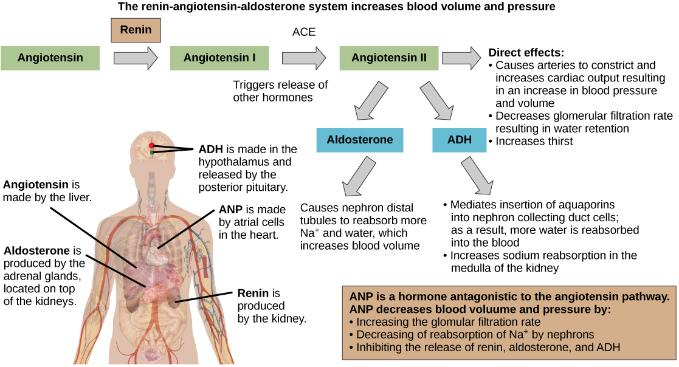 The renin-angiotensin-aldosterone system increases blood volume and pressure
Renin
ACE
Angiotensin
Angiotensin I
Angiotensin II
Triggers release of
other hormones
Direct effects:
• Causes arteries to constrict and
increases cardiac output resulting
in an increase in blood pressure
and volume
• Decreases glomerular filtration rate
resulting in water retention
• Increases thirst
Aldosterone
ADH
Causes nephron distal
tubules to reabsorb more
Na⁺ and water, which
increases blood volume
• Mediates insertion of aquaporins
into nephron collecting duct cells;
as a result, more water is reabsorbed
into the blood
• Increases sodium reabsorption in the
medulla of the kidney
ADH is made in the
hypothalamus and
released by the
posterior pituitary.
Angiotensin is
made by the liver.
ANP is made
by atrial cells
in the heart.
Aldosterone is
produced by the
adrenal glands,
located on top
of the kidneys.
Renin is
produced
by the kidney.
ANP is a hormone antagonistic to the angiotensin pathway.
ANP decreases blood voluume and pressure by:
• Increasing the glomular filtration rate
• Decreasing of reabsorption of Na⁺ by nephrons
• Inhibiting the release of renin, aldosterone, and ADH